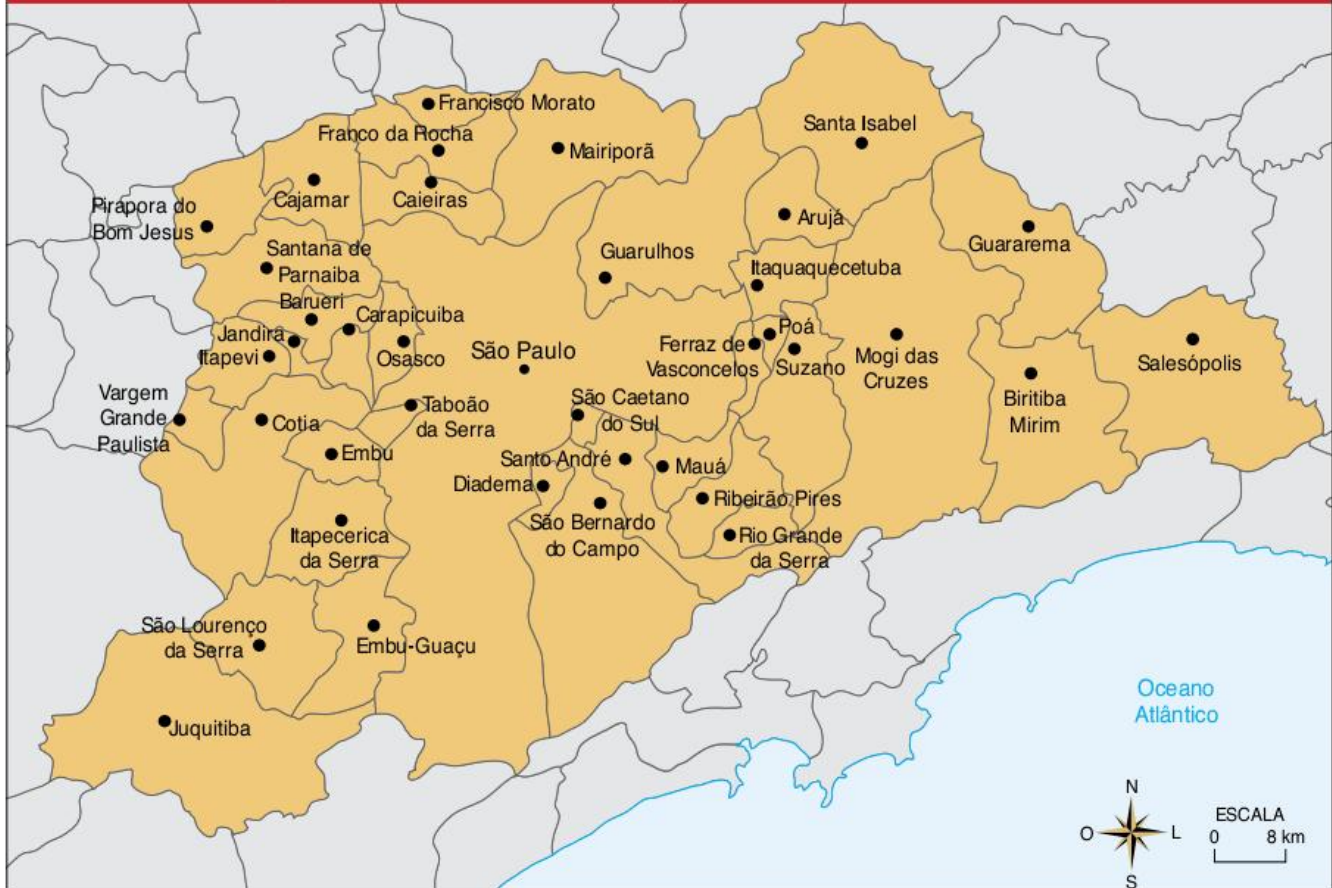 Francisco Morato
Franco da Rocha
Mairiporã
Santa Isabel
Cajamar
Caieiras
Pirapora do
Bom Jesus
Arujá
Guararema
Guarulhos
Santana de
Parnaiba
Itaquaquecetuba
Barueri
Carapicuiba
Jandira
Itapevi
Osasco
São Paulo
Poá
Ferraz de
Vasconcelos
Suzano
Mogi das
Cruzes
Salesópolis
Vargem
Grande
Paulista
Cotia
Taboão
da Serra
São Caetano
do Sul
Biritiba
Mirim
Embu
Santo André
Mauá
Diadema
Ribeirão Pires
São Bernardo
do Campo
Rio Grande
da Serra
Itapecerica
da Serra
São Lourenço
da Serra
Embu-Guaçu
Juquitiba
Oceano
Atlântico
N
O
L
S
ESCALA
0 8 km